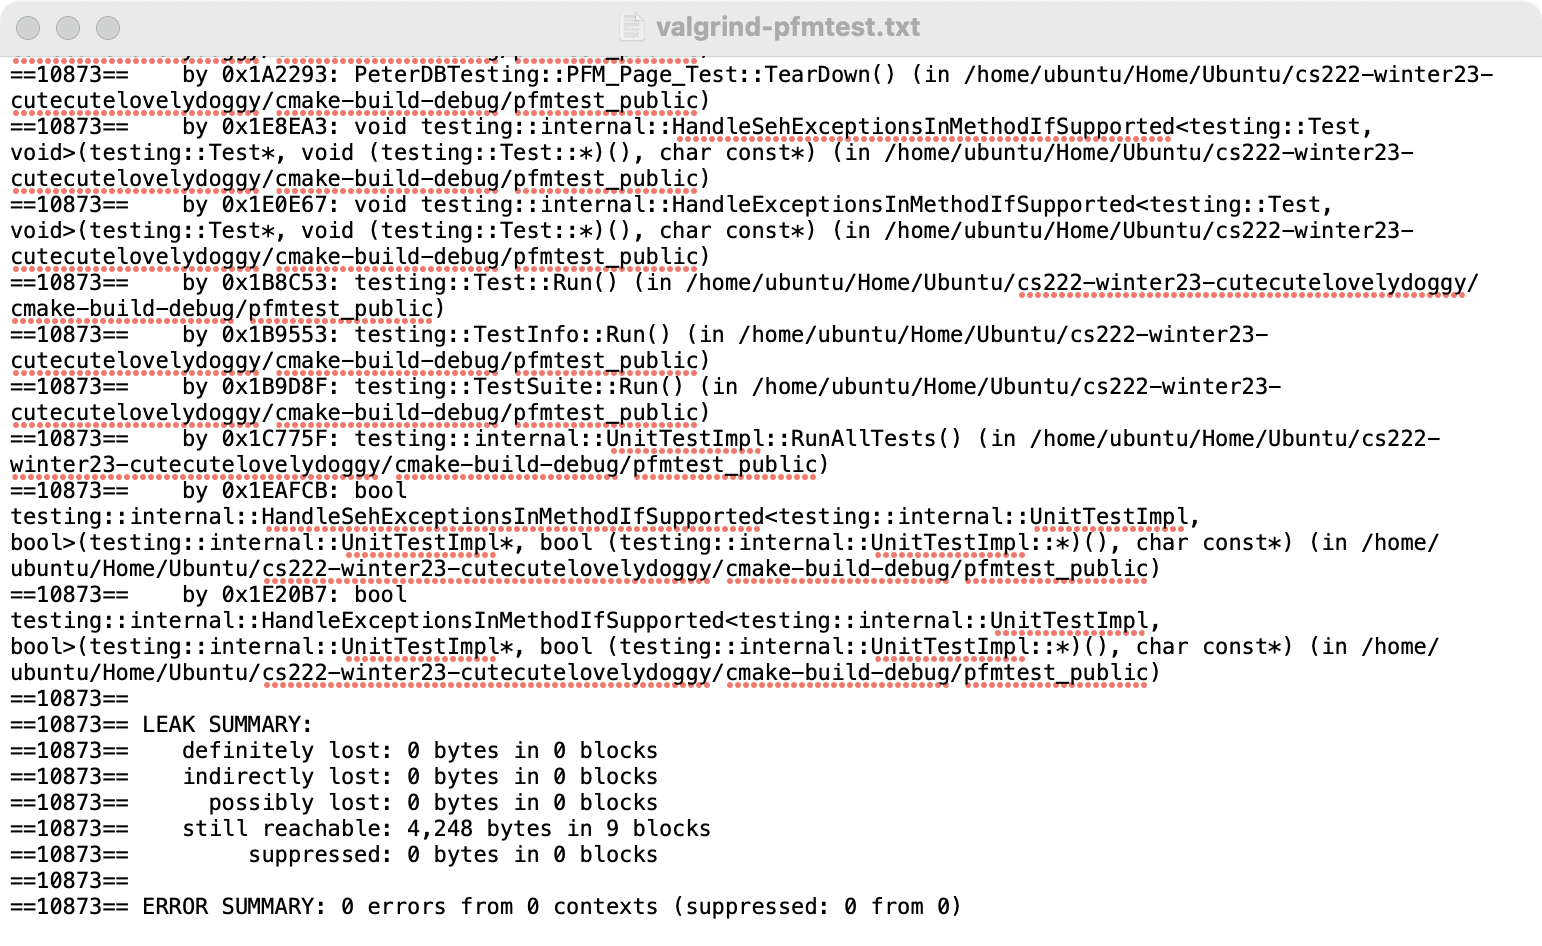 valgrind-pfmtest.txt
==10873==    by 0x1A2293: PeterDBTesting::PFM_Page_Test::TearDown() (in /home/ubuntu/Home/Ubuntu/cs222-winter23-
cutecutelovelydoggy/cmake-build-debug/pfmtest_public)
==10873==    by 0x1E8EA3: void testing::internal::HandleSehExceptionsInMethodIfSupported<testing::Test,
void>(testing::Test*, void (testing::Test::*)(), char const*) (in /home/ubuntu/Home/Ubuntu/cs222-winter23-
cutecutelovelydoggy/cmake-build-debug/pfmtest_public)
==10873==    by 0x1E0E67: void testing::internal::HandleExceptionsInMethodIfSupported<testing::Test,
void>(testing::Test*, void (testing::Test::*)(), char const*) (in /home/ubuntu/Home/Ubuntu/cs222-winter23-
cutecutelovelydoggy/cmake-build-debug/pfmtest_public)
==10873==    by 0x1B8C53: testing::Test::Run() (in /home/ubuntu/Home/Ubuntu/cs222-winter23-cutecutelovelydoggy/
cmake-build-debug/pfmtest_public)
==10873==    by 0x1B9553: testing::TestInfo::Run() (in /home/ubuntu/Home/Ubuntu/cs222-winter23-
cutecutelovelydoggy/cmake-build-debug/pfmtest_public)
==10873==    by 0x1B9D8F: testing::TestSuite::Run() (in /home/ubuntu/Home/Ubuntu/cs222-winter23-
cutecutelovelydoggy/cmake-build-debug/pfmtest_public)
==10873==    by 0x1C775F: testing::internal::UnitTestImpl::RunAllTests() (in /home/ubuntu/Home/Ubuntu/cs222-
winter23-cutecutelovelydoggy/cmake-build-debug/pfmtest_public)
==10873==    by 0x1EAFCB: bool
testing::internal::HandleSehExceptionsInMethodIfSupported<testing::internal::UnitTestImpl,
bool>(testing::internal::UnitTestImpl*, bool (testing::internal::UnitTestImpl::*)(), char const*) (in /home/
ubuntu/Home/Ubuntu/cs222-winter23-cutecutelovelydoggy/cmake-build-debug/pfmtest_public)
==10873==    by 0x1E20B7: bool
testing::internal::HandleExceptionsInMethodIfSupported<testing::internal::UnitTestImpl,
bool>(testing::internal::UnitTestImpl*, bool (testing::internal::UnitTestImpl::*)(), char const*) (in /home/
ubuntu/Home/Ubuntu/cs222-winter23-cutecutelovelydoggy/cmake-build-debug/pfmtest_public)
==10873==
==10873== LEAK SUMMARY:
==10873==    definitely lost: 0 bytes in 0 blocks
==10873==    indirectly lost: 0 bytes in 0 blocks
==10873==      possibly lost: 0 bytes in 0 blocks
==10873==    still reachable: 4,248 bytes in 9 blocks
==10873==         suppressed: 0 bytes in 0 blocks
==10873==
==10873== ERROR SUMMARY: 0 errors from 0 contexts (suppressed: 0 from 0)